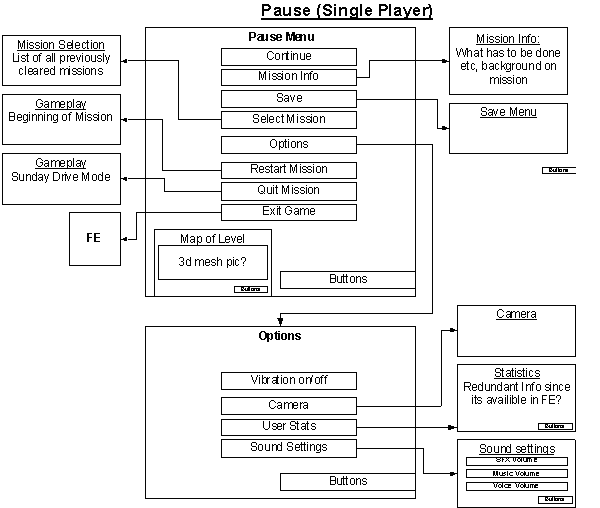 Pause (Single Player)
Mission Selection
List of all previously
cleared missions
Gameplay
Beginning of Mission
Gameplay
Sunday Drive Mode
FE
Pause Menu
Continue
Mission Info
Save
Select Mission
Options
Restart Mission
Quit Mission
Exit Game
Map of Level
3d mesh pic?
Buttons
Buttons
Mission Info:
What has to be done
etc, background on
mission
Save Menu
Buttons
Options
Vibration on/off
Camera
User Stats
Sound Settings
Buttons
Camera
Statistics
Redundant Info since
its availible in FE?
Buttons
Sound settings
SFX Volume
Music Volume
Voice Volume
Buttons